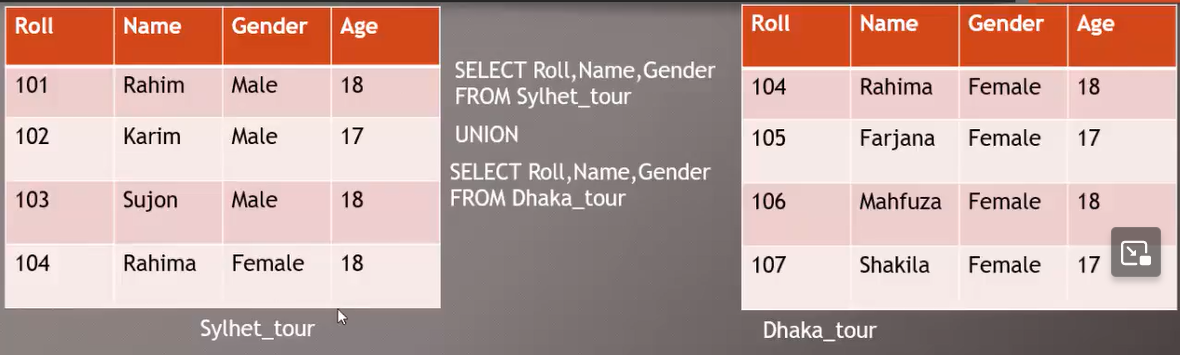 Roll Name Gender Age
101 Rahim Male 18
102 Karim Male 17
103 Sujon Male 18
104 Rahima Female 18
Sylhet_tour
SELECT Roll,Name,Gender
FROM Sylhet_tour
UNION
SELECT Roll,Name,Gender
FROM Dhaka_tour
Roll Name Gender Age
104 Rahima Female 18
105 Farjana Female 17
106 Mahfuza Female 18
107 Shakila Female 17
Dhaka_tour